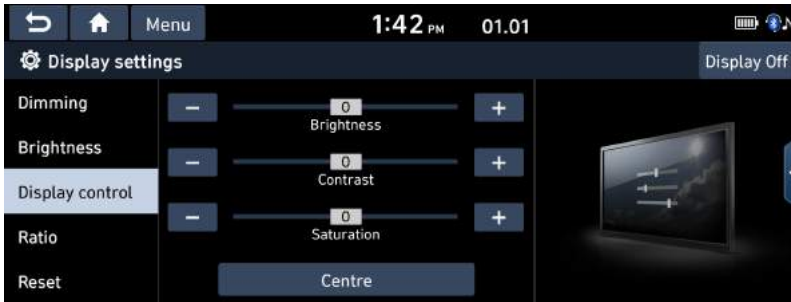 Menu 1:42 PM 01.01
Display settings Display Off
Dimming
Brightness
Display control
Ratio
Reset
− 0 +
Brightness
− 0 +
Contrast
− 0 +
Saturation
Centre